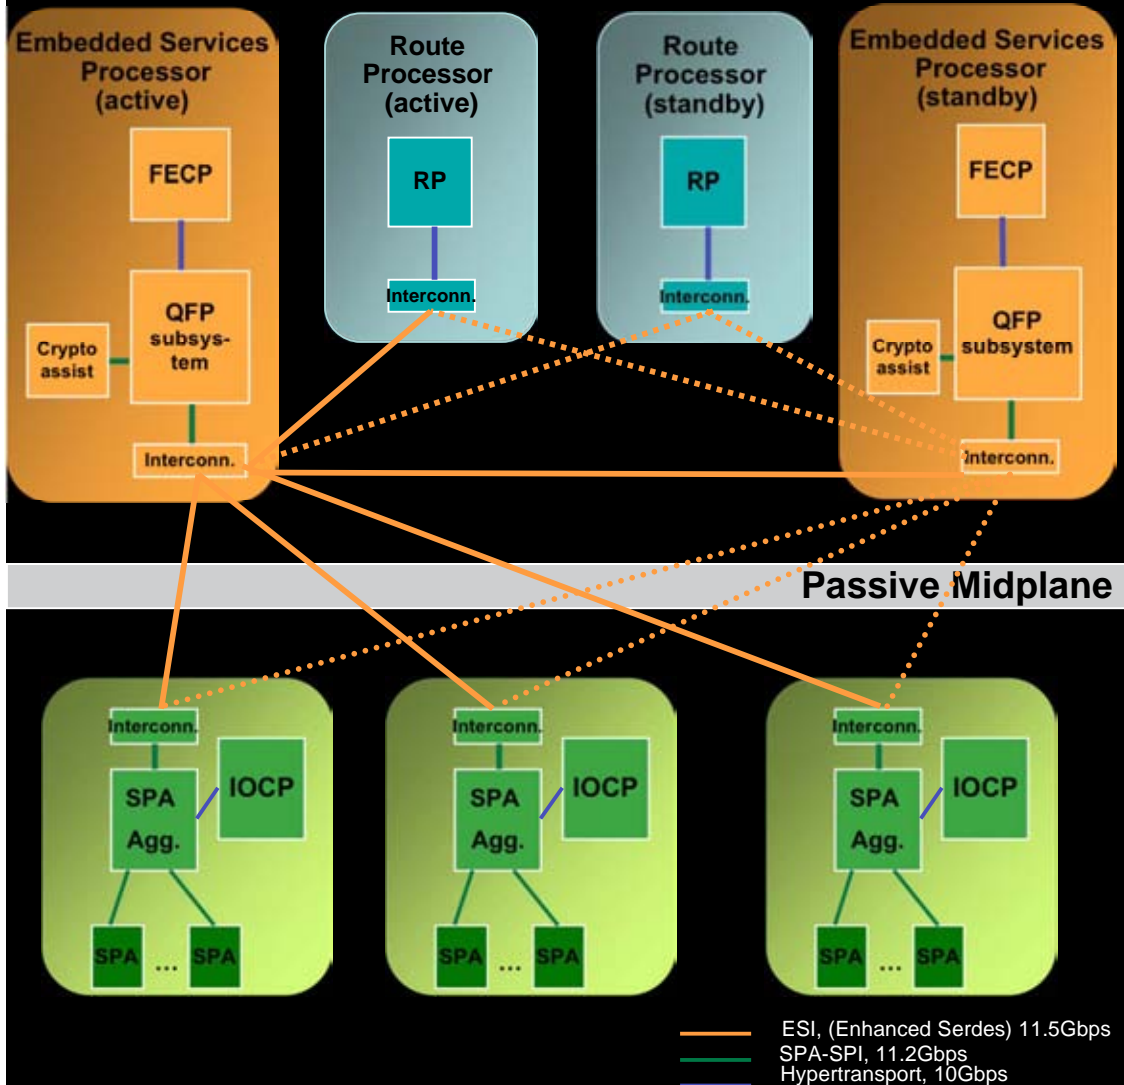 Embedded Services
Processor
(active)
Route
Processor
(active)
Route
Processor
(standby)
Embedded Services
Processor
(standby)
FECP
RP
RP
FECP
Interconn.
Interconn.
QFP
subsys-
tem
Crypto
assist
QFP
subsystem
Crypto
assist
Interconn.
Interconn.
Passive Midplane
Interconn.
IOCP
SPA
Agg.
SPA
...
SPA
Interconn.
IOCP
SPA
Agg.
SPA
...
SPA
Interconn.
IOCP
SPA
Agg.
SPA
...
SPA
ESI, (Enhanced Serdes) 11.5Gbps
SPA-SPI, 11.2Gbps
Hypertransport, 10Gbps